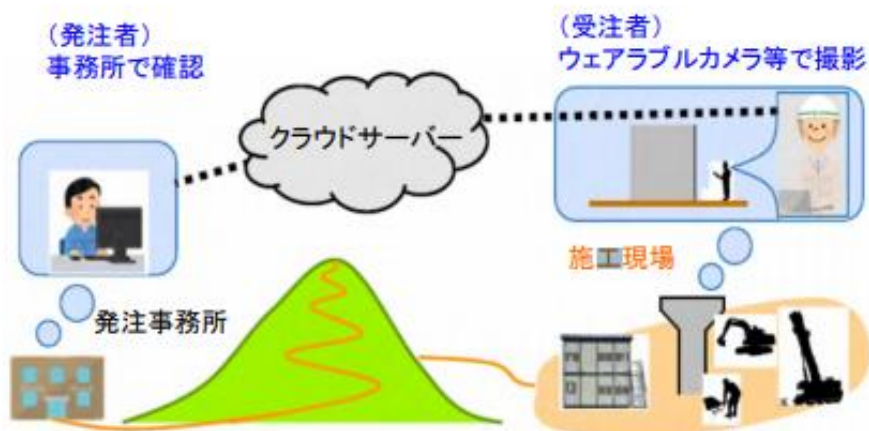 （発注者）
事務所で確認
（受注者）
ウェアラブルカメラ等で撮影
クラウドサーバー
施工現場
発注事務所